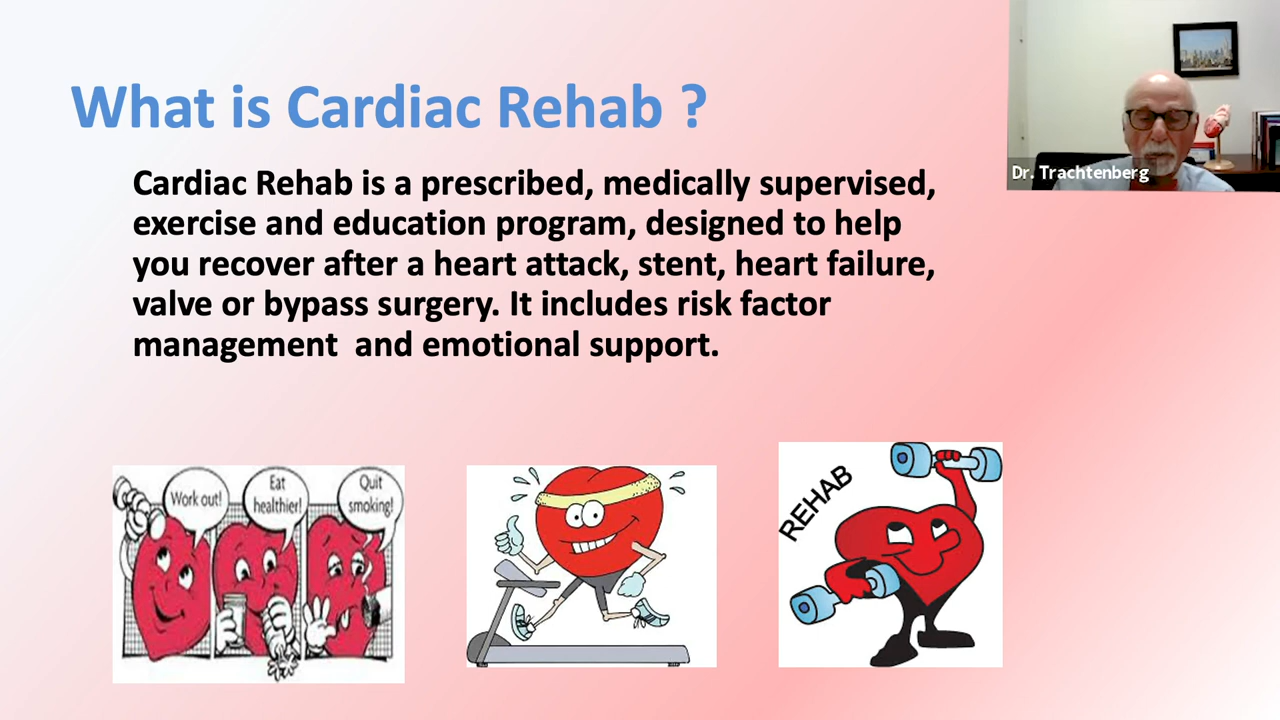 What is Cardiac Rehab ?
Dr. Trachtenberg
Cardiac Rehab is a prescribed, medically supervised,
exercise and education program, designed to help
you recover after a heart attack, stent, heart failure,
valve or bypass surgery. It includes risk factor
management  and emotional support.
Work out!
Eat
healthier!
Quit
smoking!
REHAB